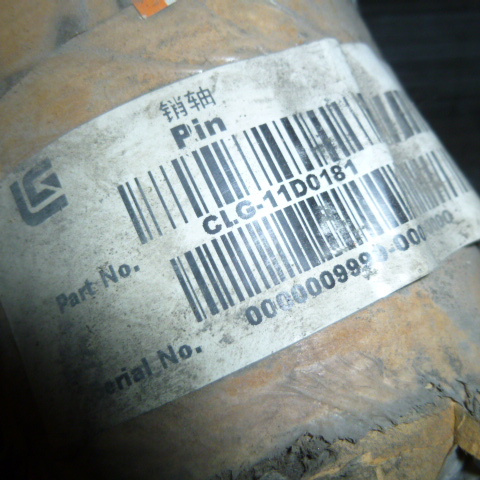 销轴
Pin
CLG-11D0181
Part No.
Serial No.